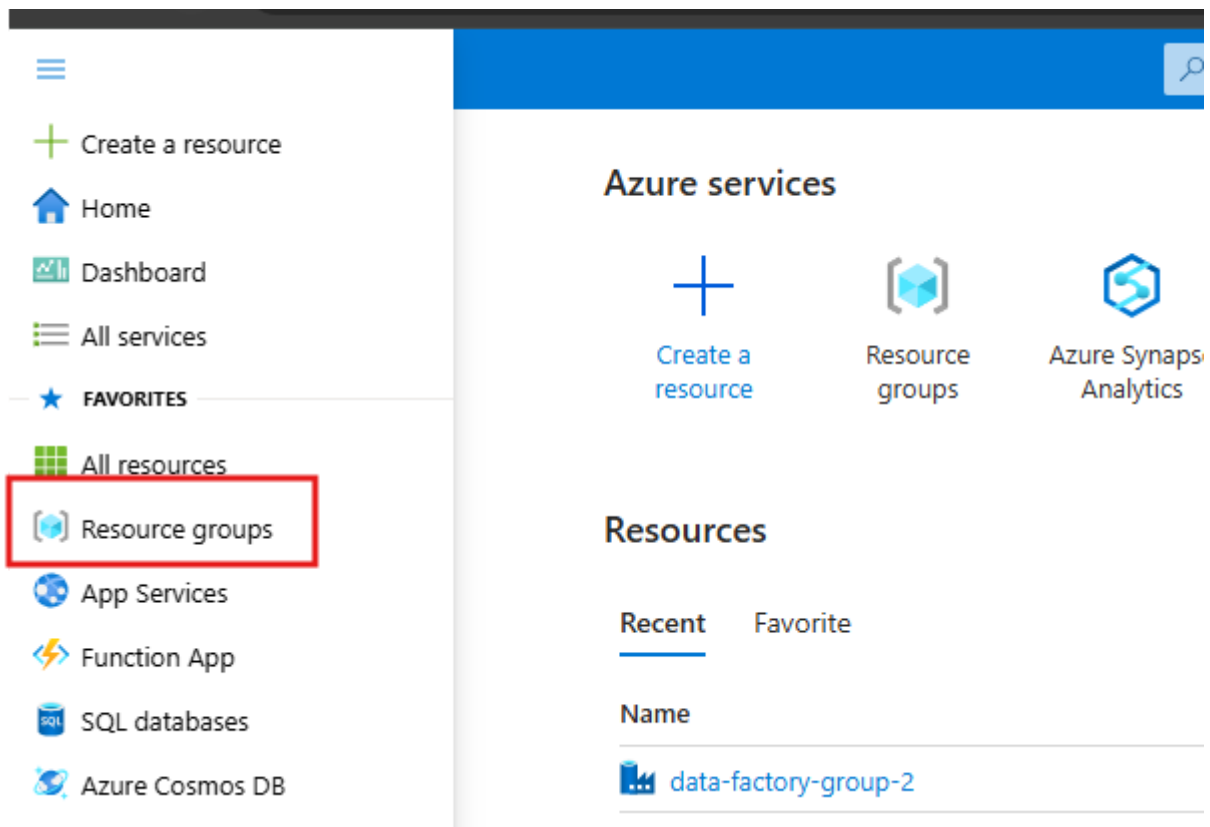 Create a resource
Home
Dashboard
All services
FAVORITES
All resources
Resource groups
App Services
Function App
SQL
SQL databases
Azure Cosmos DB
Azure services
Create a
resource
Resource
groups
Azure Synaps
Analytics
Resources
Recent Favorite
Name
data-factory-group-2